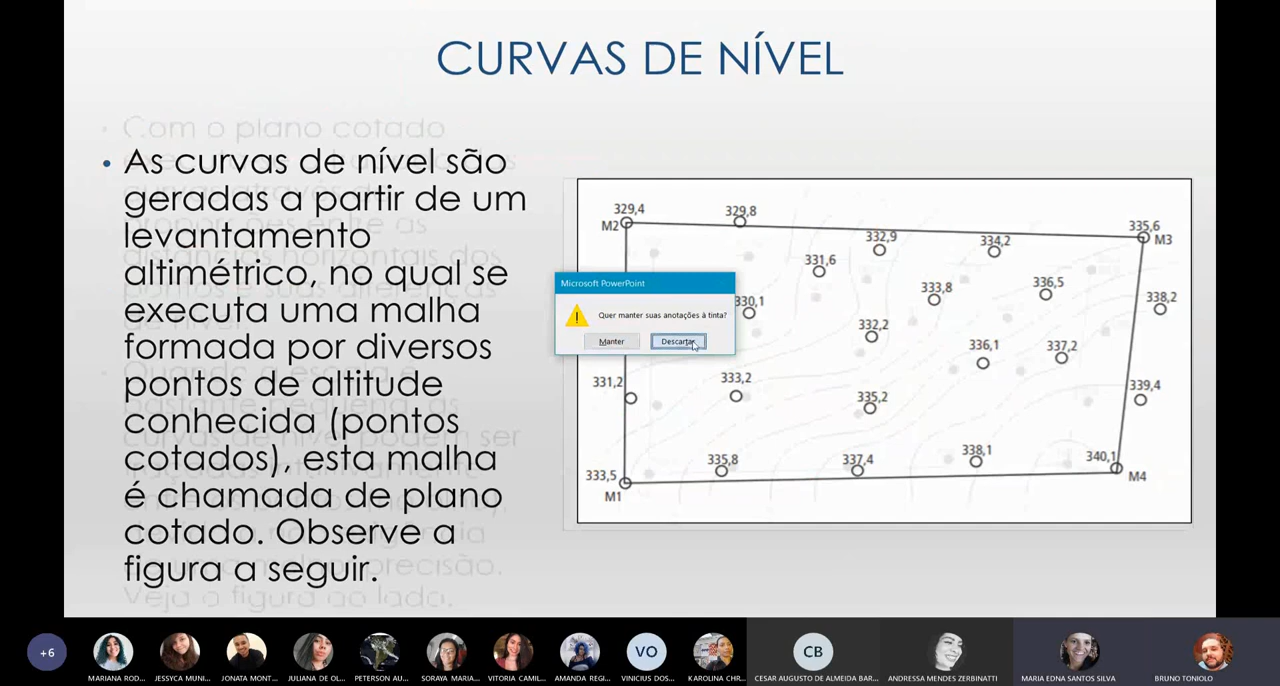 CURVAS DE NÍVEL
• Com o plano cotado
• As curvas de nível são
geradas a partir de um
levantamento
altimétrico, no qual se
executa uma malha
formada por diversos
pontos de altitude
conhecida (pontos
cotados), esta malha
é chamada de plano
cotado. Observe a
figura a seguir.
Veja a figura ao lado.
329,4
M2
329,8
335,6
M3
332,9
334,2
331,6
333,8
336,5
338,2
330,1
332,2
336,1
337,2
331,2
333,2
335,2
339,4
333,5
M1
335,8
337,4
338,1
340,1
M4
Microsoft PowerPoint
Quer manter suas anotações à tinta?
Manter
Descartar
+6
MARIANA ROD...
JESSYCA MUNI...
JONATA MONT...
JULIANA DE OL...
PETERSON AU...
SORAYA MARIA...
VITORIA CAMIL...
AMANDA REGI...
VO
VINICIUS DOS...
KAROLINA CHR...
CB
CESAR AUGUSTO DE ALMEIDA BAR...
ANDRESSA MENDES ZERBINATTI
MARIA EDNA SANTOS SILVA
BRUNO TONIOLO